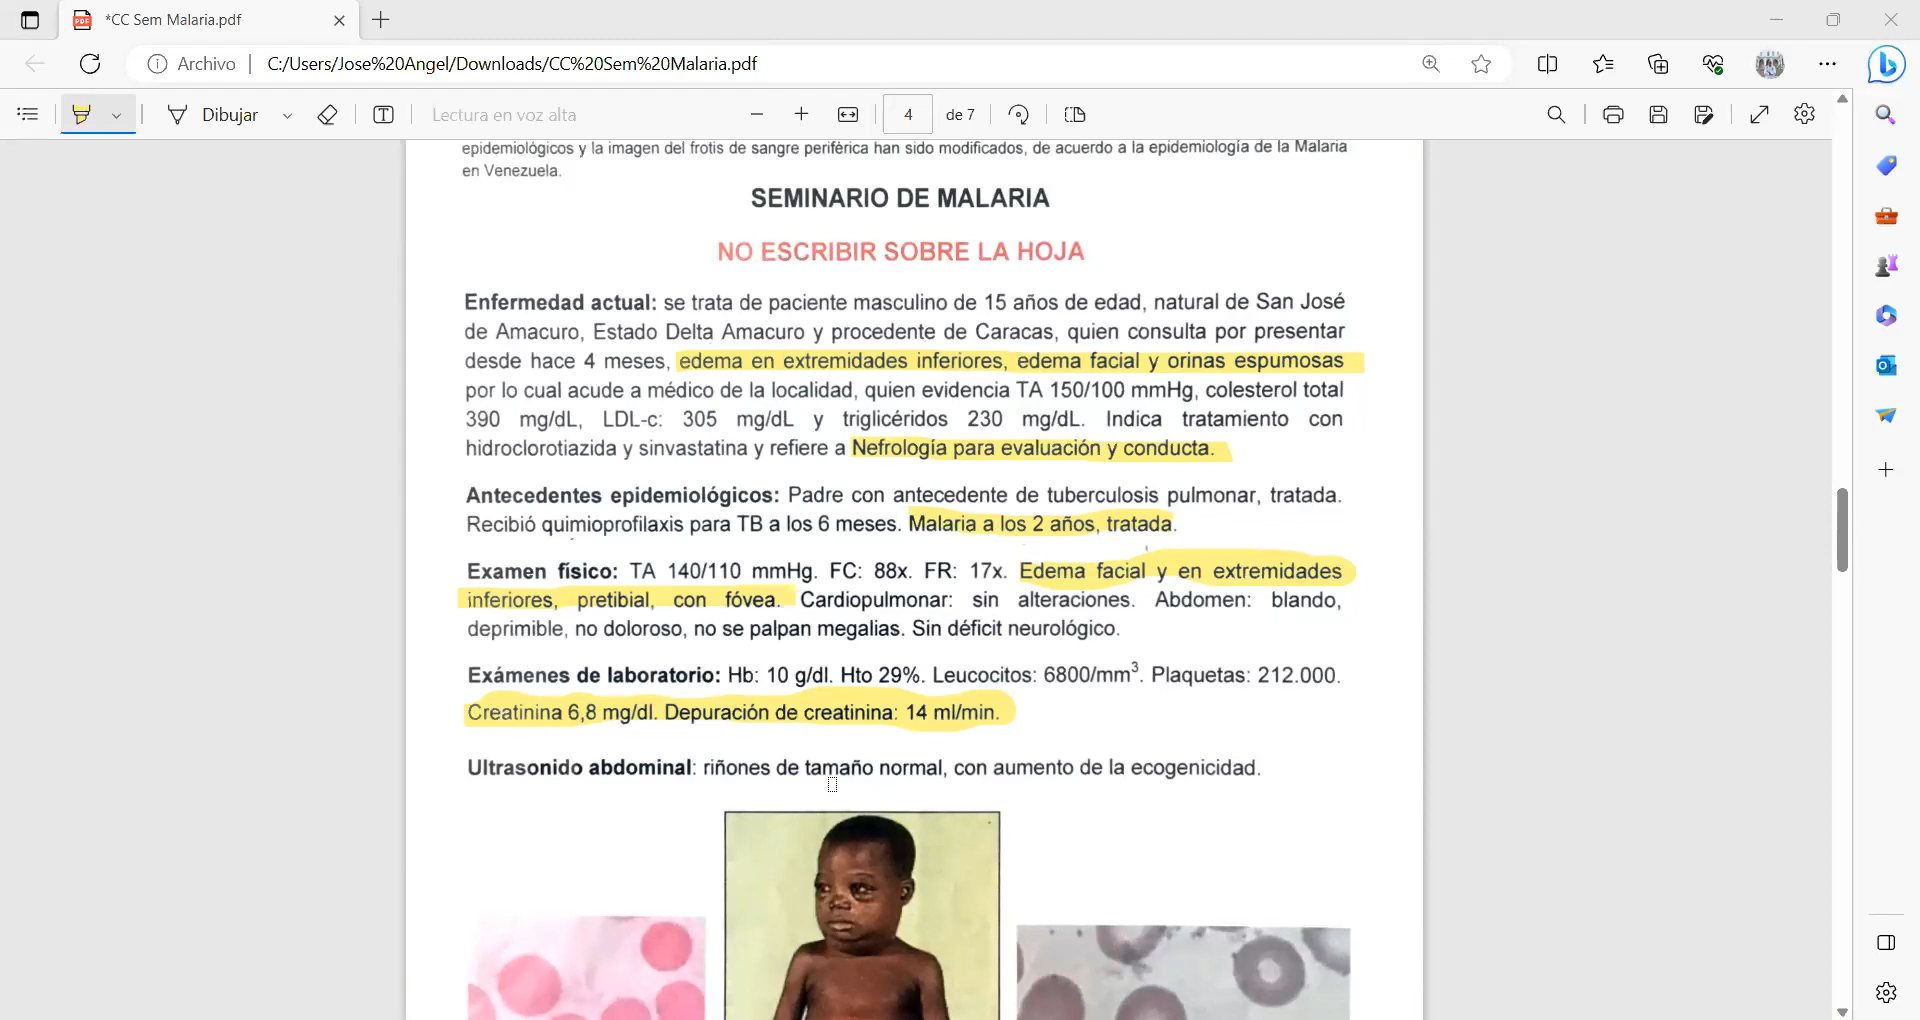 *CC Sem Malaria.pdf
Archivo
C:/Users/Jose%20Angel/Downloads/CC%20Sem%20Malaria.pdf
Dibujar
Lectura en voz alta
4 de 7
epidemiológicos y la imagen del frotis de sangre periférica han sido modificados, de acuerdo a la epidemiología de la Malaria
en Venezuela.
SEMINARIO DE MALARIA
NO ESCRIBIR SOBRE LA HOJA
Enfermedad actual: se trata de paciente masculino de 15 años de edad, natural de San José
de Amacuro, Estado Delta Amacuro y procedente de Caracas, quien consulta por presentar
desde hace 4 meses, edema en extremidades inferiores, edema facial y orinas espumosas
por lo cual acude a médico de la localidad, quien evidencia TA 150/100 mmHg, colesterol total
390 mg/dL, LDL-c: 305 mg/dL y triglicéridos 230 mg/dL. Indica tratamiento con
hidroclorotiazida y sinvastatina y refiere a Nefrología para evaluación y conducta.
Antecedentes epidemiológicos: Padre con antecedente de tuberculosis pulmonar, tratada.
Recibió quimioprofilaxis para TB a los 6 meses. Malaria a los 2 años, tratada.
Examen físico: TA 140/110 mmHg. FC: 88x. FR: 17x. Edema facial y en extremidades
inferiores, pretibial, con fóvea. Cardiopulmonar: sin alteraciones. Abdomen: blando,
deprimible, no doloroso, no se palpan megalias. Sin déficit neurológico.
Exámenes de laboratorio: Hb: 10 g/dl. Hto 29%. Leucocitos: 6800/mm³. Plaquetas: 212.000.
Creatinina 6,8 mg/dl. Depuración de creatinina: 14 ml/min.
Ultrasonido abdominal: riñones de tamaño normal, con aumento de la ecogenicidad.